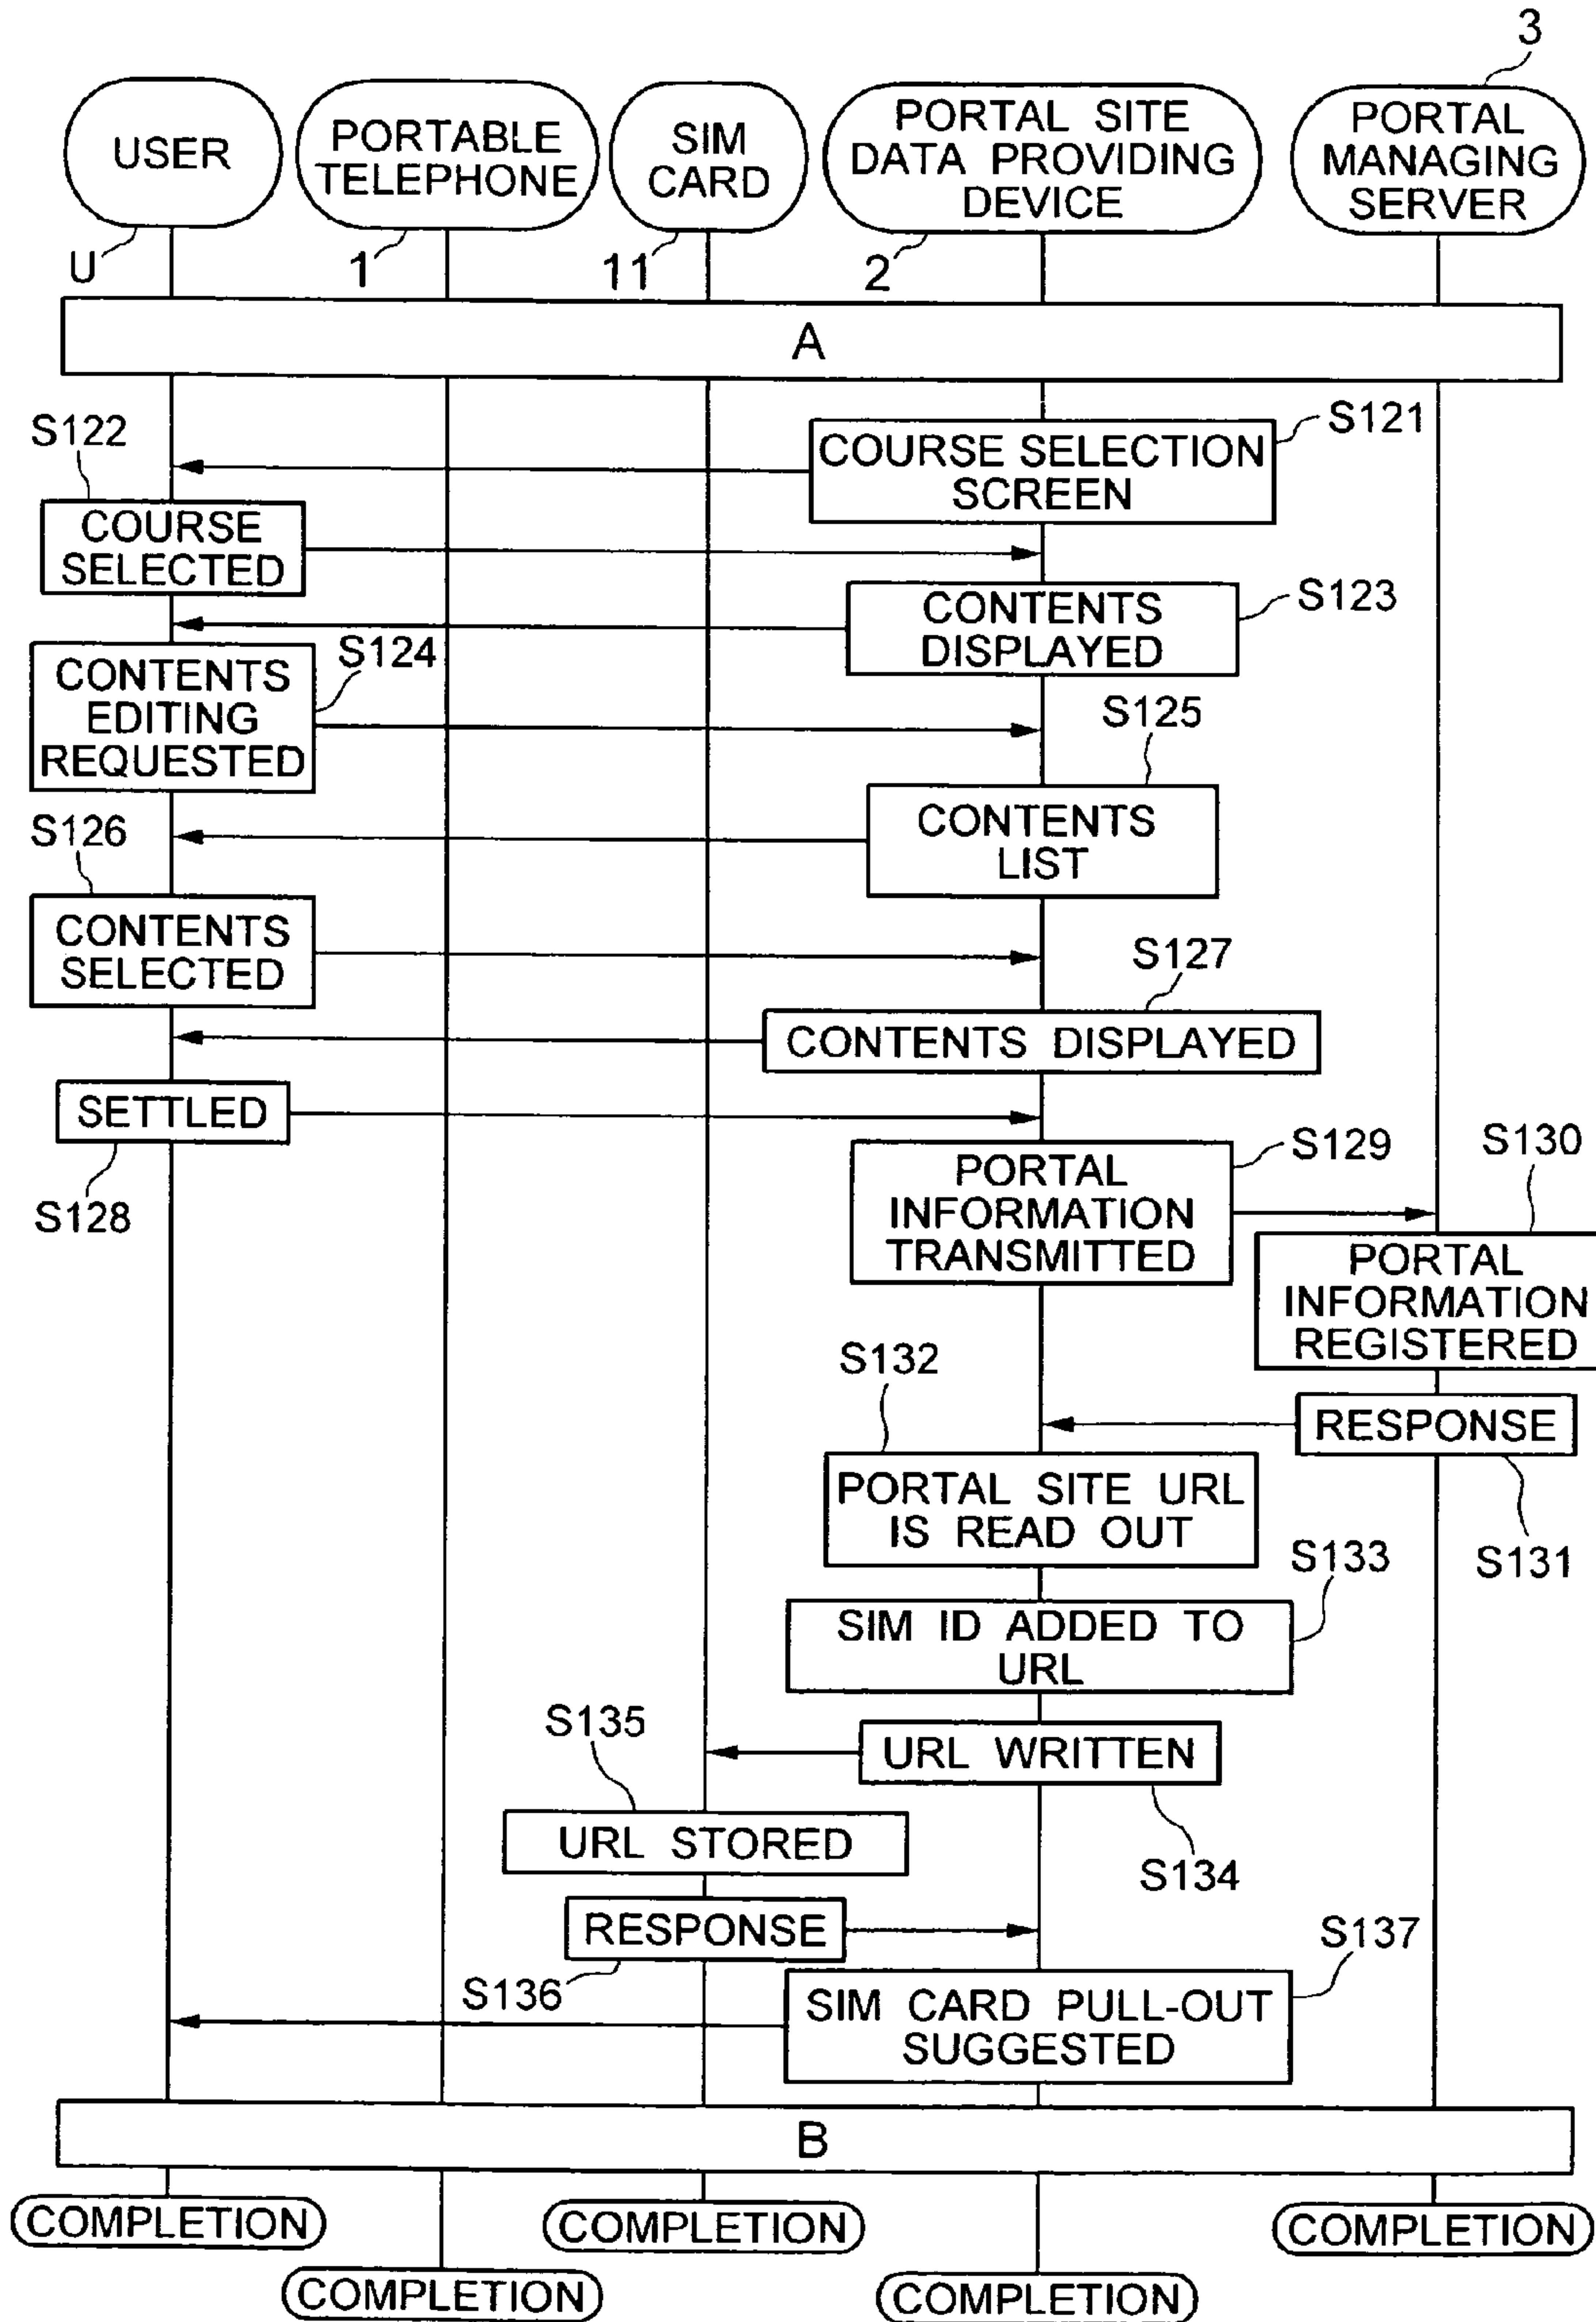 3
USER
PORTABLE
TELEPHONE
SIM
CARD
PORTAL SITE
DATA PROVIDING
DEVICE
PORTAL
MANAGING
SERVER
U
1
11
2
A
S121
S122
COURSE SELECTION
SCREEN
COURSE
SELECTED
S123
CONTENTS
DISPLAYED
S124
CONTENTS
EDITING
REQUESTED
S125
CONTENTS
LIST
S126
CONTENTS
SELECTED
S127
CONTENTS DISPLAYED
SETTLED
S128
S129
PORTAL
INFORMATION
TRANSMITTED
S130
PORTAL
INFORMATION
REGISTERED
S132
RESPONSE
S131
PORTAL SITE URL
IS READ OUT
S133
SIM ID ADDED TO
URL
S135
URL WRITTEN
S134
URL STORED
RESPONSE
S136
S137
SIM CARD PULL-OUT
SUGGESTED
B
COMPLETION
COMPLETION
COMPLETION
COMPLETION
COMPLETION